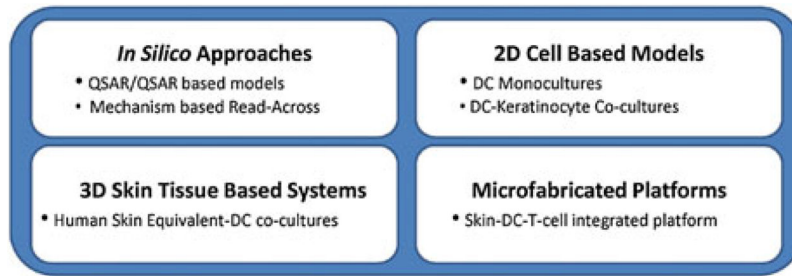 In Silico Approaches
• QSAR/QSAR based models
• Mechanism based Read-Across
2D Cell Based Models
• DC Monocultures
• DC-Keratinocyte Co-cultures
3D Skin Tissue Based Systems
• Human Skin Equivalent-DC co-cultures
Microfabricated Platforms
• Skin-DC-T-cell integrated platform